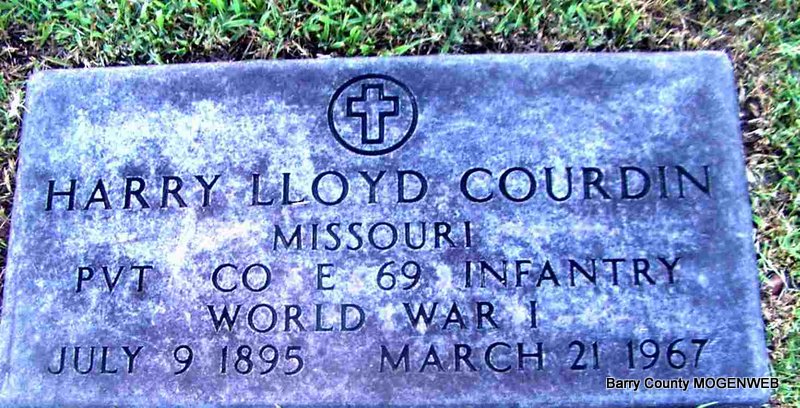 HARRY LLOYD COURDIN
MISSOURI
PVT CO E 69 INFANTRY
WORLD WAR I
JULY 9 1895 MARCH 21 1967
Barry County MOGENWEB